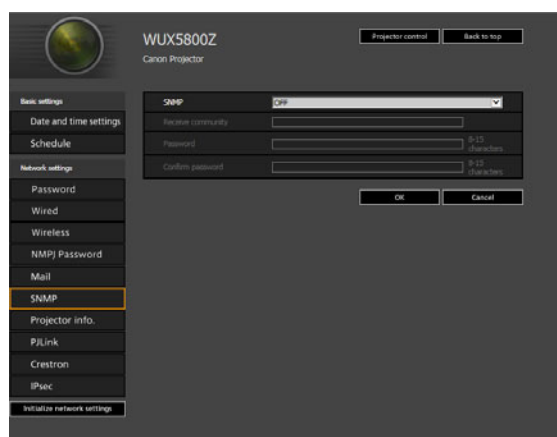 WUX5800Z
Canon Projector
Projector control
Back to top
Basic settings
Date and time settings
Schedule
Network settings
Password
Wired
Wireless
NMPJ Password
Mail
SNMP
Projector info.
PJLink
Crestron
IPsec
Initialize network settings
SNMP OFF
Receive community
Password 8-15 characters
Confirm password 8-15 characters
OK
Cancel